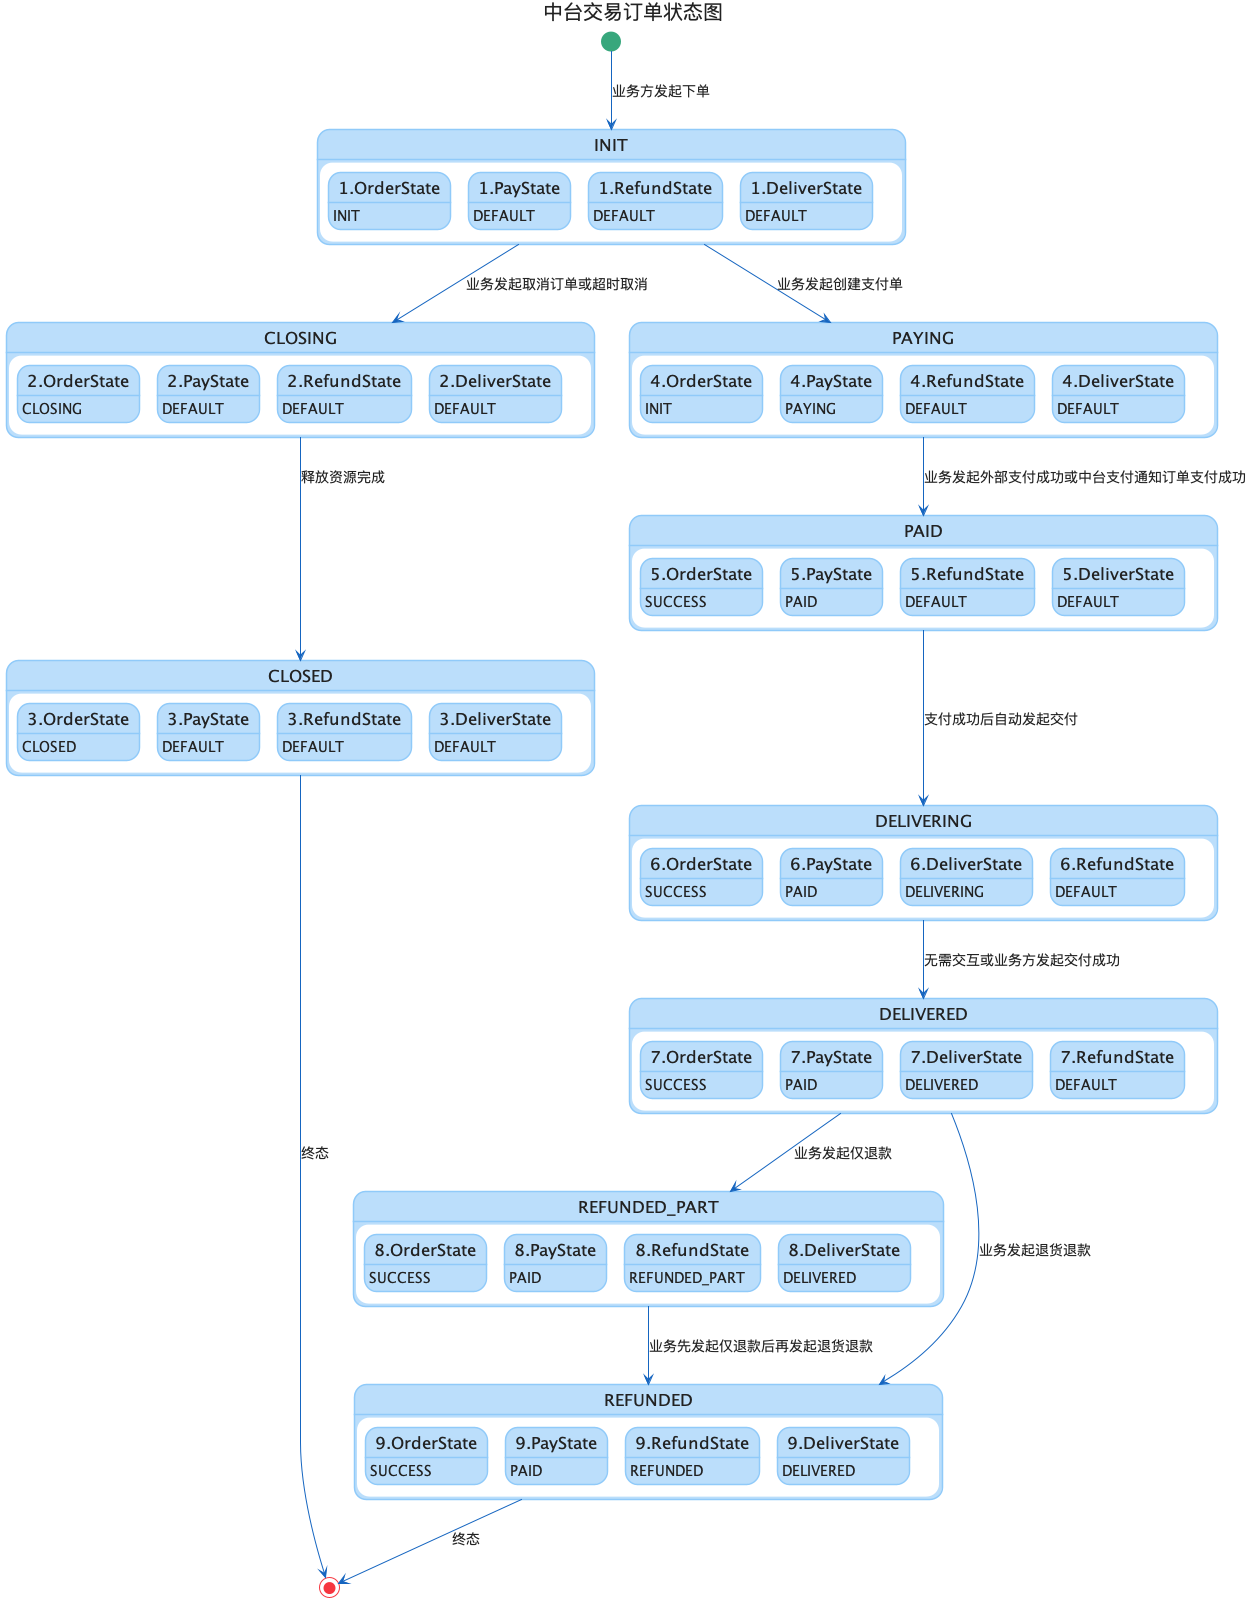 中台交易订单状态图
业务方发起下单
INIT
1.OrderState 1.PayState 1.RefundState 1.DeliverState
INIT DEFAULT DEFAULT DEFAULT
业务发起取消订单或超时取消 业务发起创建支付单
CLOSING
2.OrderState 2.PayState 2.RefundState 2.DeliverState
CLOSING DEFAULT DEFAULT DEFAULT
PAYING
4.OrderState 4.PayState 4.RefundState 4.DeliverState
INIT PAYING DEFAULT DEFAULT
释放资源完成
业务发起外部支付成功或中台支付通知订单支付成功
PAID
5.OrderState 5.PayState 5.RefundState 5.DeliverState
SUCCESS PAID DEFAULT DEFAULT
CLOSED
3.OrderState 3.PayState 3.RefundState 3.DeliverState
CLOSED DEFAULT DEFAULT DEFAULT
支付成功后自动发起交付
DELIVERING
6.OrderState 6.PayState 6.DeliverState 6.RefundState
SUCCESS PAID DELIVERING DEFAULT
无需交互或业务方发起交付成功
DELIVERED
7.OrderState 7.PayState 7.DeliverState 7.RefundState
SUCCESS PAID DELIVERED DEFAULT
终态
业务发起仅退款
REFUNDED_PART
8.OrderState 8.PayState 8.RefundState 8.DeliverState
SUCCESS PAID REFUNDED_PART DELIVERED
业务发起退货退款
业务先发起仅退款后再发起退货退款
REFUNDED
9.OrderState 9.PayState 9.RefundState 9.DeliverState
SUCCESS PAID REFUNDED DELIVERED
终态